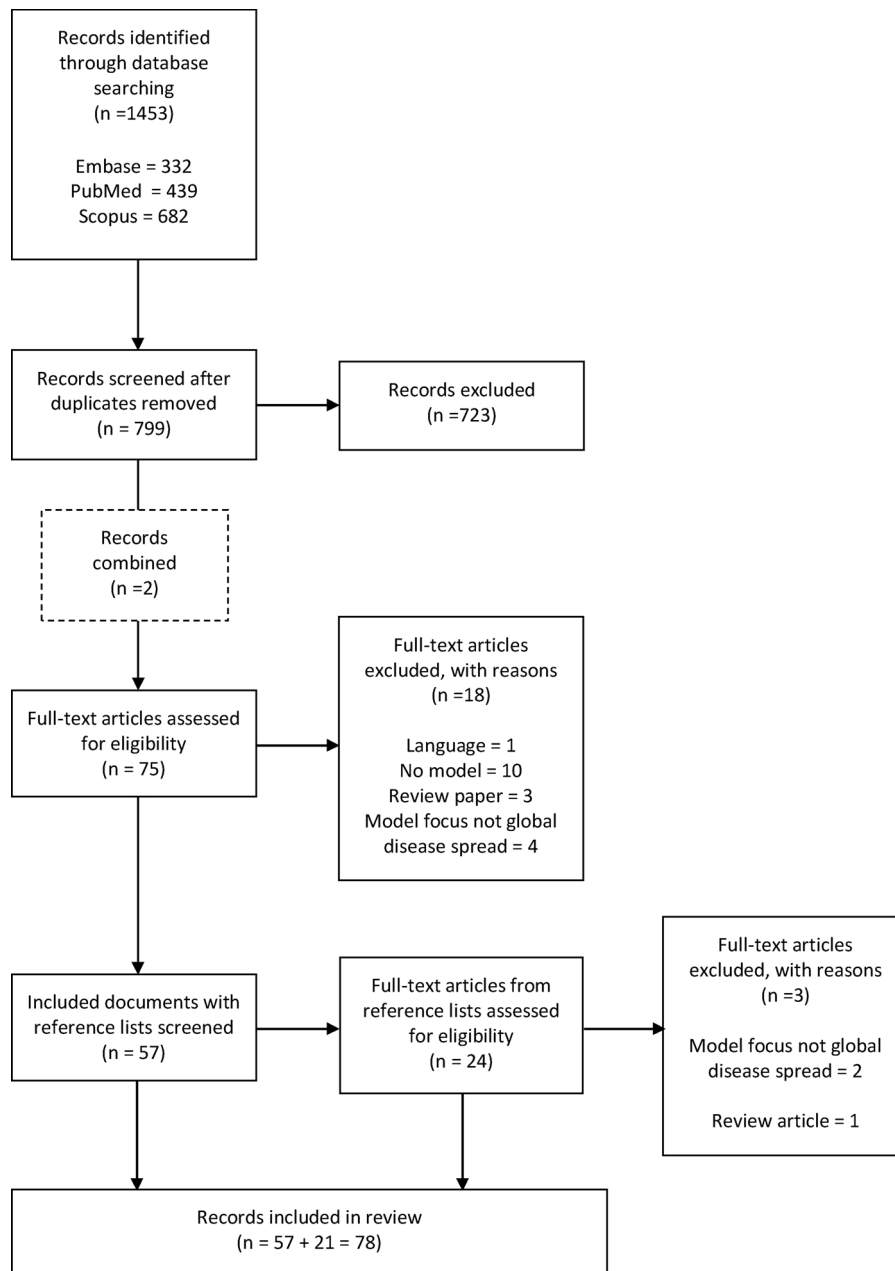 Records identified
through database
searching
(n =1453)
Embase = 332
PubMed  = 439
Scopus = 682
Records screened after
duplicates removed
(n = 799)
Records excluded
(n =723)
Records
combined
(n =2)
Full-text articles
excluded, with reasons
(n =18)
Language = 1
No model = 10
Review paper = 3
Model focus not global
disease spread = 4
Full-text articles assessed
for eligibility
(n = 75)
Included documents with
reference lists screened
(n = 57)
Full-text articles from
reference lists assessed
for eligibility
(n = 24)
Full-text articles
excluded, with reasons
(n =3)
Model focus not global
disease spread = 2
Review article = 1
Records included in review
(n = 57 + 21 = 78)